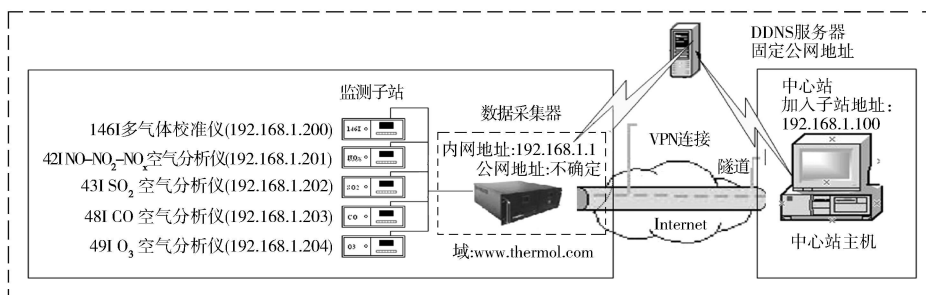 DDNS服务器
固定公网地址
监测子站
146I多气体校准仪(192.168.1.200)
42I NO-NO₂-NOₓ空气分析仪(192.168.1.201)
43I SO₂ 空气分析仪(192.168.1.202)
48I CO 空气分析仪(192.168.1.203)
49I O₃ 空气分析仪(192.168.1.204)
146I
NOₓ
SO2
CO
O3
数据采集器
内网地址:192.168.1.1
公网地址:不确定
域:www.thermol.com
VPN连接
隧道
Internet
中心站
加入子站地址:
192.168.1.100
中心站主机